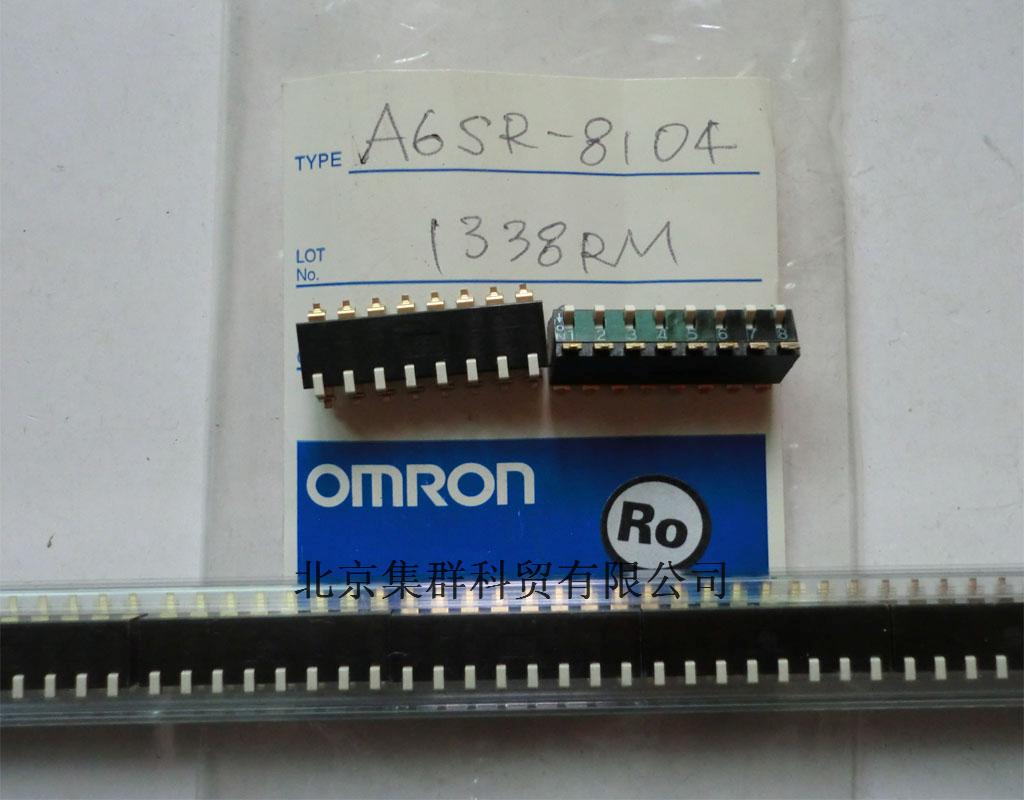 TYPE A6SR-8104
LOT No. 1338RM
1 2 3 4 5 6 7 8
OMRON
Ro
北京集群科贸有限公司